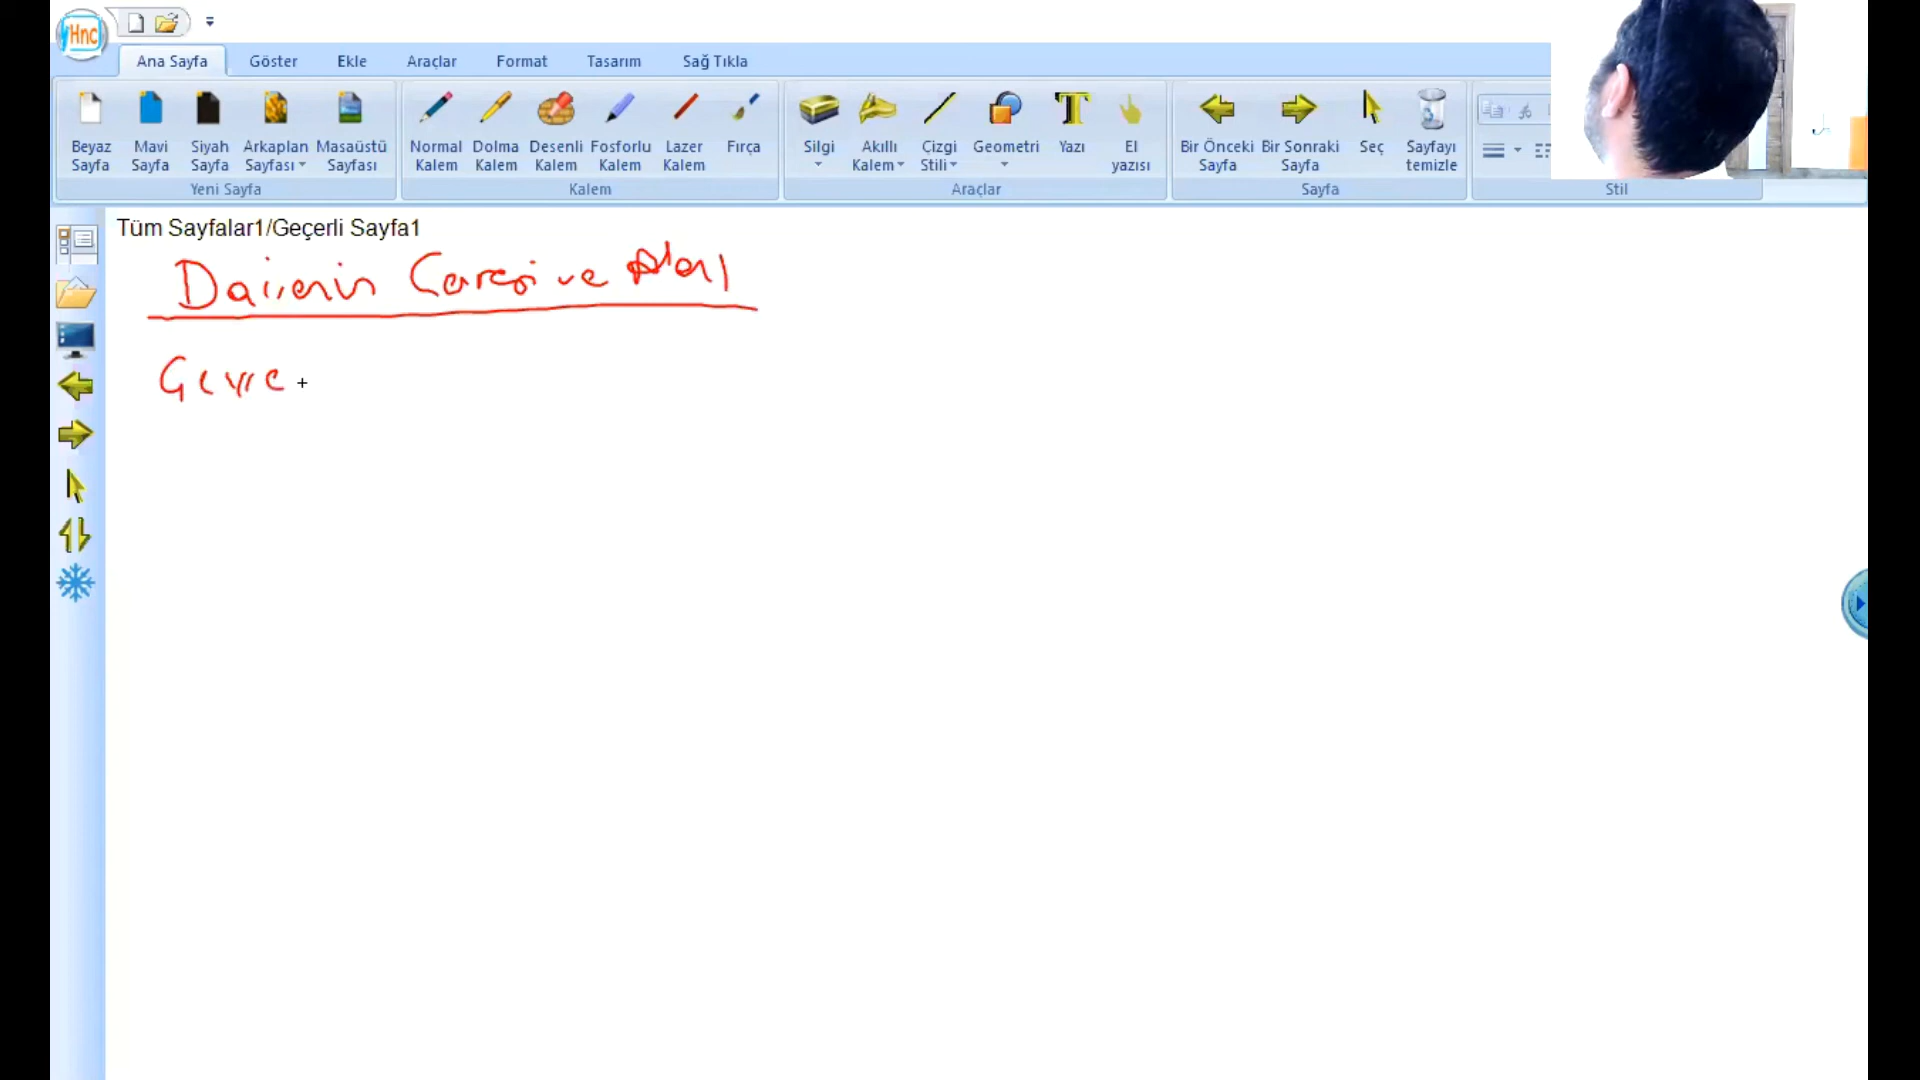 Hnc
Ana Sayfa Göster Ekle Araçlar Format Tasarım Sağ Tıkla
Beyaz Sayfa Mavi Sayfa Siyah Sayfa Arkaplan Sayfası Masaüstü Sayfası
Normal Kalem Dolma Kalem Desenli Kalem Fosforlu Kalem Lazer Kalem Fırça
Silgi Akıllı Kalem Çizgi Stili Geometri Yazı El yazısı
Bir Önceki Sayfa Bir Sonraki Sayfa Seç Sayfayı temizle
Yeni Sayfa Kalem Araçlar Sayfa Stil
Tüm Sayfalar1/Geçerli Sayfa1
Dairenin Çevresi ve Alanı
Çevre